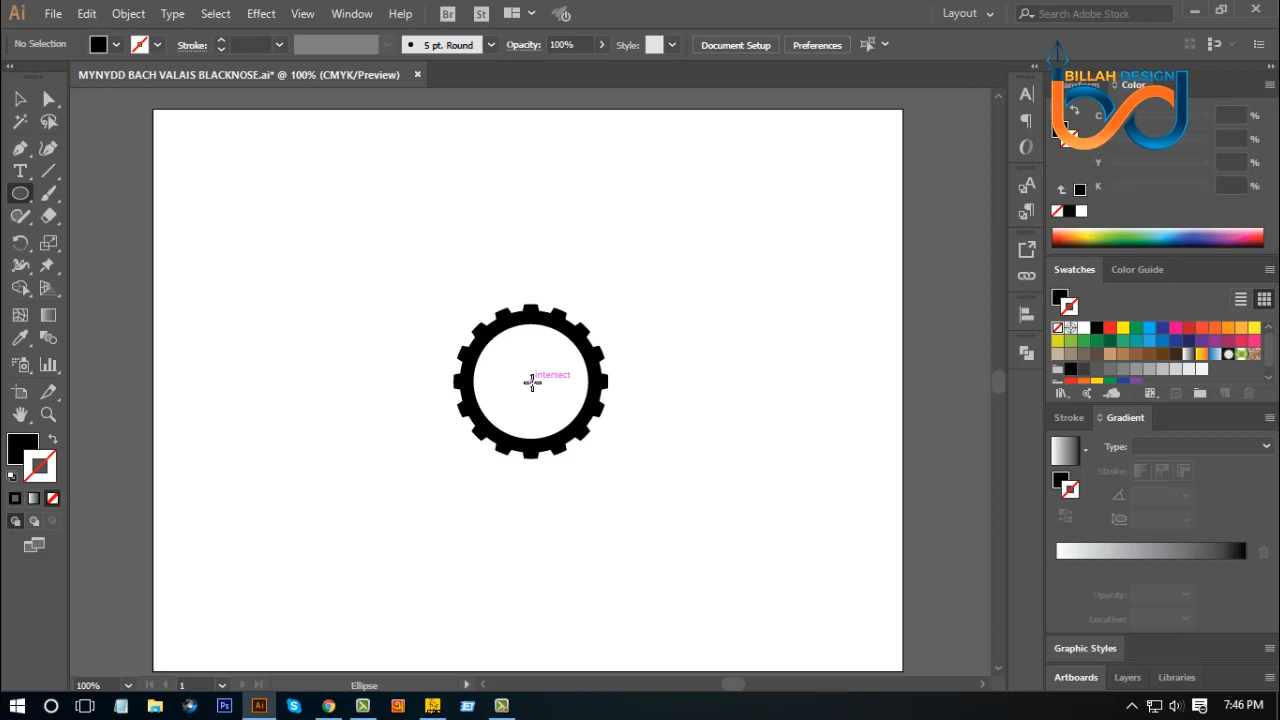 Ai File Edit Object Type Select Effect View Window Help Br St Layout Search Adobe Stock
No Selection Stroke: 5 pt. Round Opacity: 100% Style: Document Setup Preferences
MYNYDD BACH VALAIS BLACKNOSE.ai* @ 100% (CMYK/Preview)
BILLAH DESIGN
Color
C %
%
Y %
K %
Swatches Color Guide
intersect
Stroke Gradient
Type:
Stroke:
Opacity:
Location:
Graphic Styles
Artboards Layers Libraries
100% 1 Ellipse
Ps Ai 7:46 PM